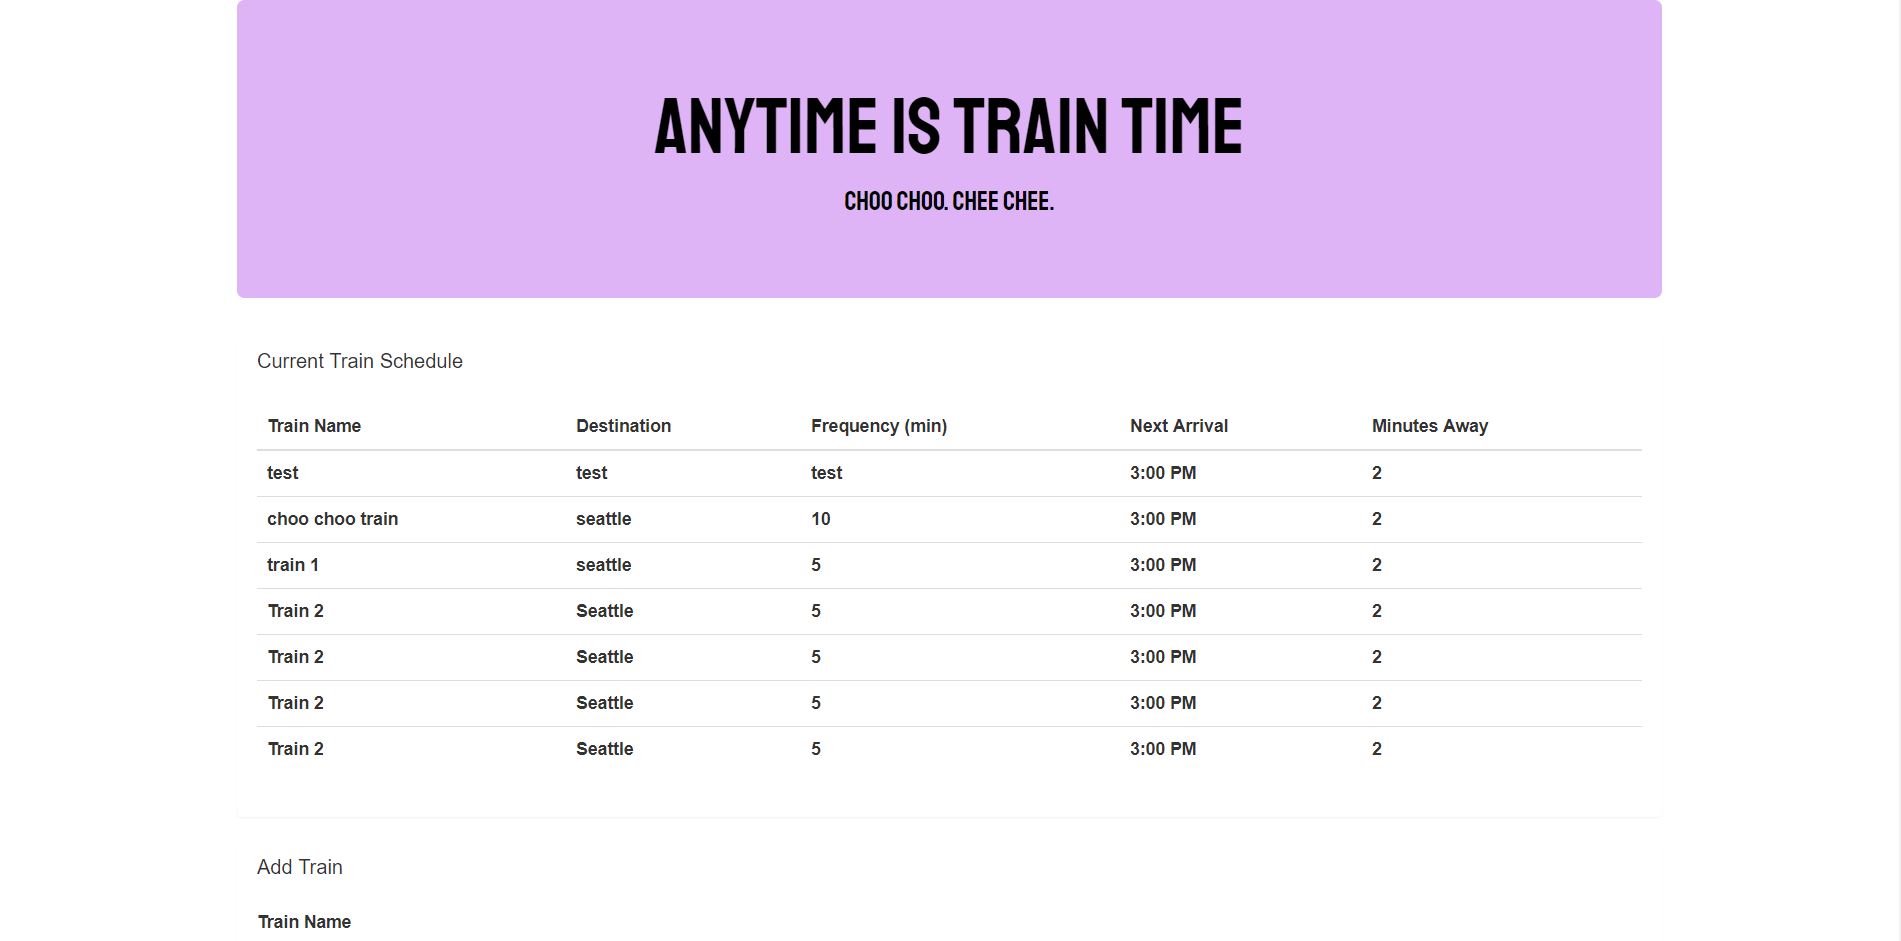 ANYTIME IS TRAIN TIME
CHOO CHOO. CHEE CHEE.
Current Train Schedule
Train Name Destination Frequency (min) Next Arrival Minutes Away
test test test 3:00 PM 2
choo choo train seattle 10 3:00 PM 2
train 1 seattle 5 3:00 PM 2
Train 2 Seattle 5 3:00 PM 2
Train 2 Seattle 5 3:00 PM 2
Train 2 Seattle 5 3:00 PM 2
Train 2 Seattle 5 3:00 PM 2
Add Train
Train Name